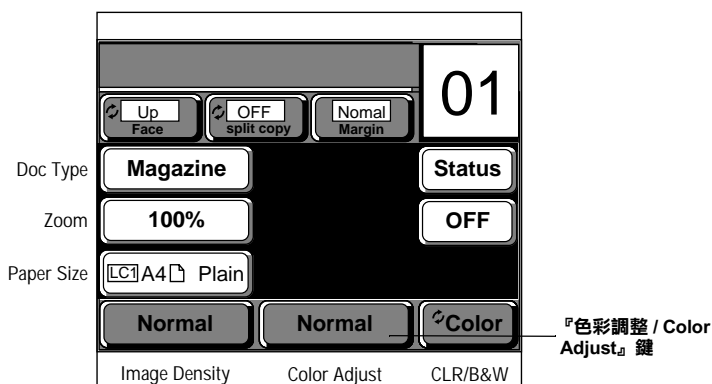 01
Up
OFF
Nomal
Face
split copy
Margin
Doc Type
Magazine
Status
Zoom
100%
OFF
Paper Size
LC1 A4 Plain
Normal
Normal
Color
『色彩調整 / Color
Adjust』鍵
Image Density
Color Adjust
CLR/B&W